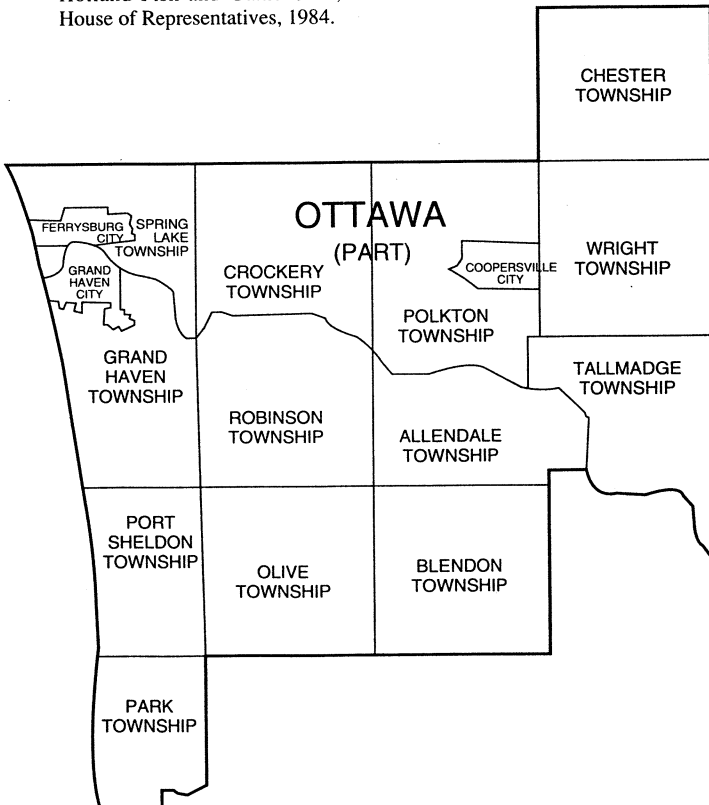 House of Representatives, 1984.
CHESTER
TOWNSHIP
OTTAWA
(PART)
FERRYSBURG
CITY
SPRING
LAKE
TOWNSHIP
GRAND
HAVEN
CITY
CROCKERY
TOWNSHIP
COOPERSVILLE
CITY
WRIGHT
TOWNSHIP
POLKTON
TOWNSHIP
GRAND
HAVEN
TOWNSHIP
TALLMADGE
TOWNSHIP
ROBINSON
TOWNSHIP
ALLENDALE
TOWNSHIP
PORT
SHELDON
TOWNSHIP
OLIVE
TOWNSHIP
BLENDON
TOWNSHIP
PARK
TOWNSHIP